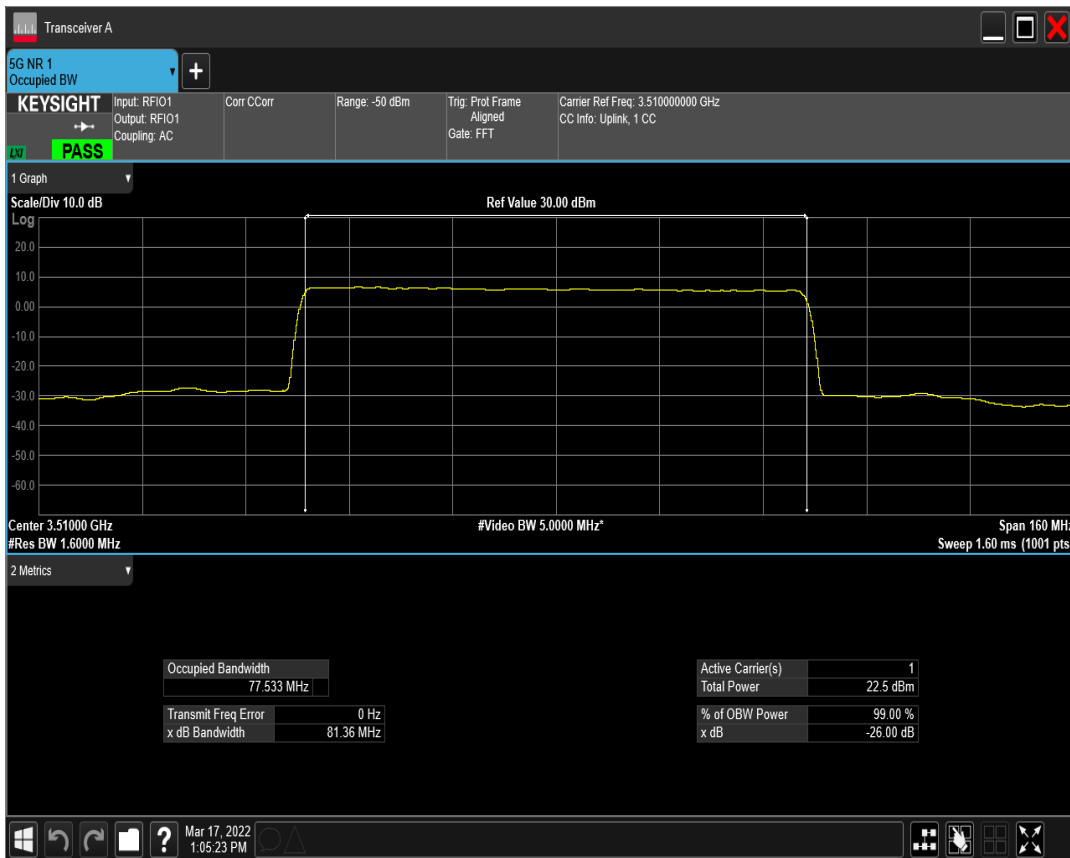 Transceiver A
5G NR 1
Occupied BW
+
KEYSIGHT
LXI
PASS
Input: RFIO1
Output: RFIO1
Coupling: AC
Corr CCorr
Range: -50 dBm
Trig: Prot Frame
Aligned
Gate: FFT
Carrier Ref Freq: 3.510000000 GHz
CC Info: Uplink, 1 CC
1 Graph
Scale/Div 10.0 dB
Ref Value 30.00 dBm
Log
20.0
10.0
0.00
-10.0
-20.0
-30.0
-40.0
-50.0
-60.0
Center 3.51000 GHz
#Video BW 5.0000 MHz*
Span 160 MHz
#Res BW 1.6000 MHz
Sweep 1.60 ms (1001 pts
2 Metrics
Occupied Bandwidth
77.533 MHz
Transmit Freq Error 0 Hz
x dB Bandwidth 81.36 MHz
Active Carrier(s) 1
Total Power 22.5 dBm
% of OBW Power 99.00 %
x dB -26.00 dB
?
Mar 17, 2022
1:05:23 PM